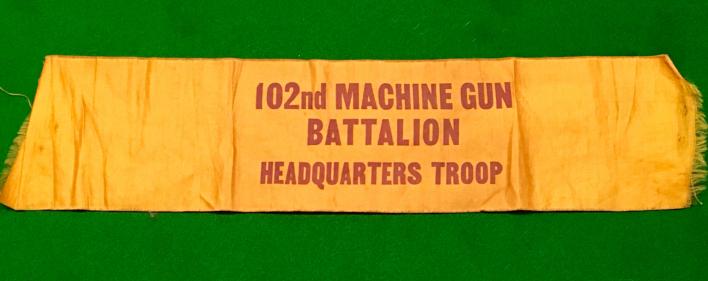 102nd MACHINE GUN
BATTALION
HEADQUARTERS TROOP